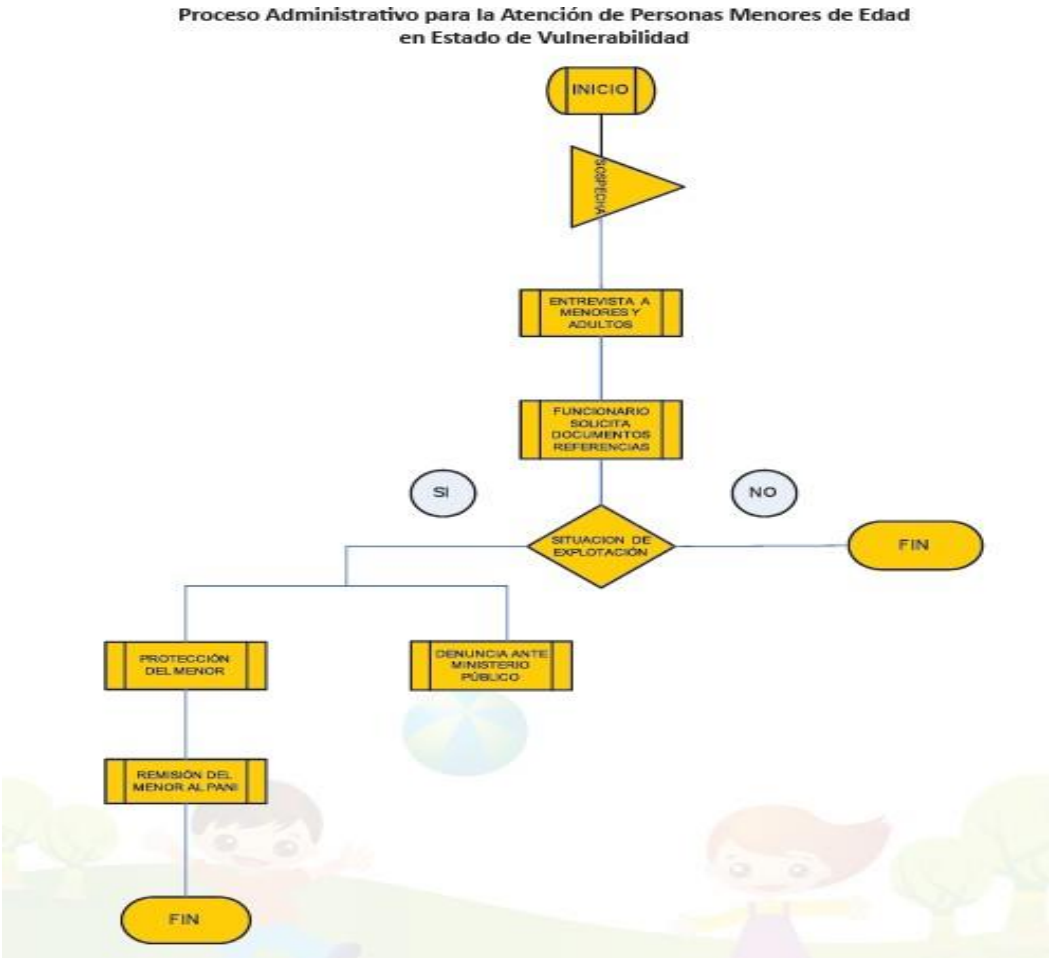 Proceso Administrativo para la Atención de Personas Menores de Edad
en Estado de Vulnerabilidad
INICIO
SOSPECHA
ENTREVISTA A
MENORES Y
ADULTOS
FUNCIONARIO
SOLICITA
DOCUMENTOS
REFERENCIAS
SI
NO
SITUACION DE
EXPLOTACIÓN
FIN
PROTECCIÓN
DEL MENOR
DENUNCIA ANTE
MINISTERIO
PÚBLICO
REMISIÓN DEL
MENOR AL PANI
FIN